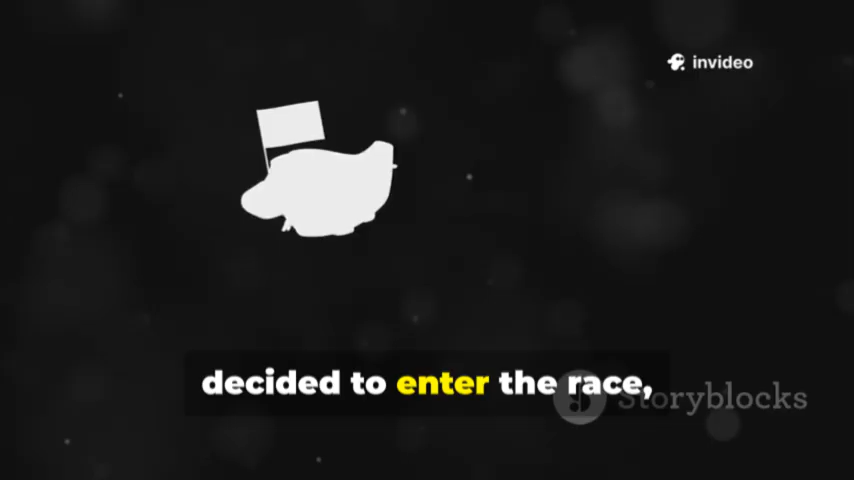 invideo
decided to enter the race,
Storyblocks